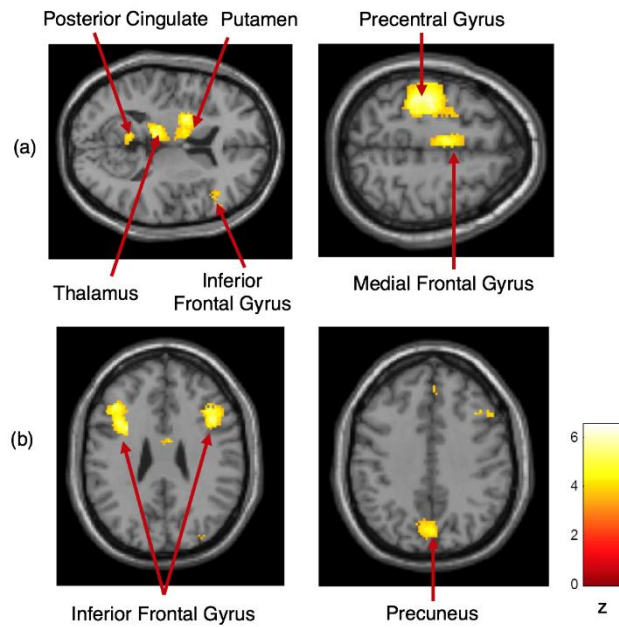 Posterior Cingulate
Putamen
Precentral Gyrus
(a)
Thalamus
Inferior
Frontal Gyrus
Medial Frontal Gyrus
(b)
6
4
2
0
z
Inferior Frontal Gyrus
Precuneus